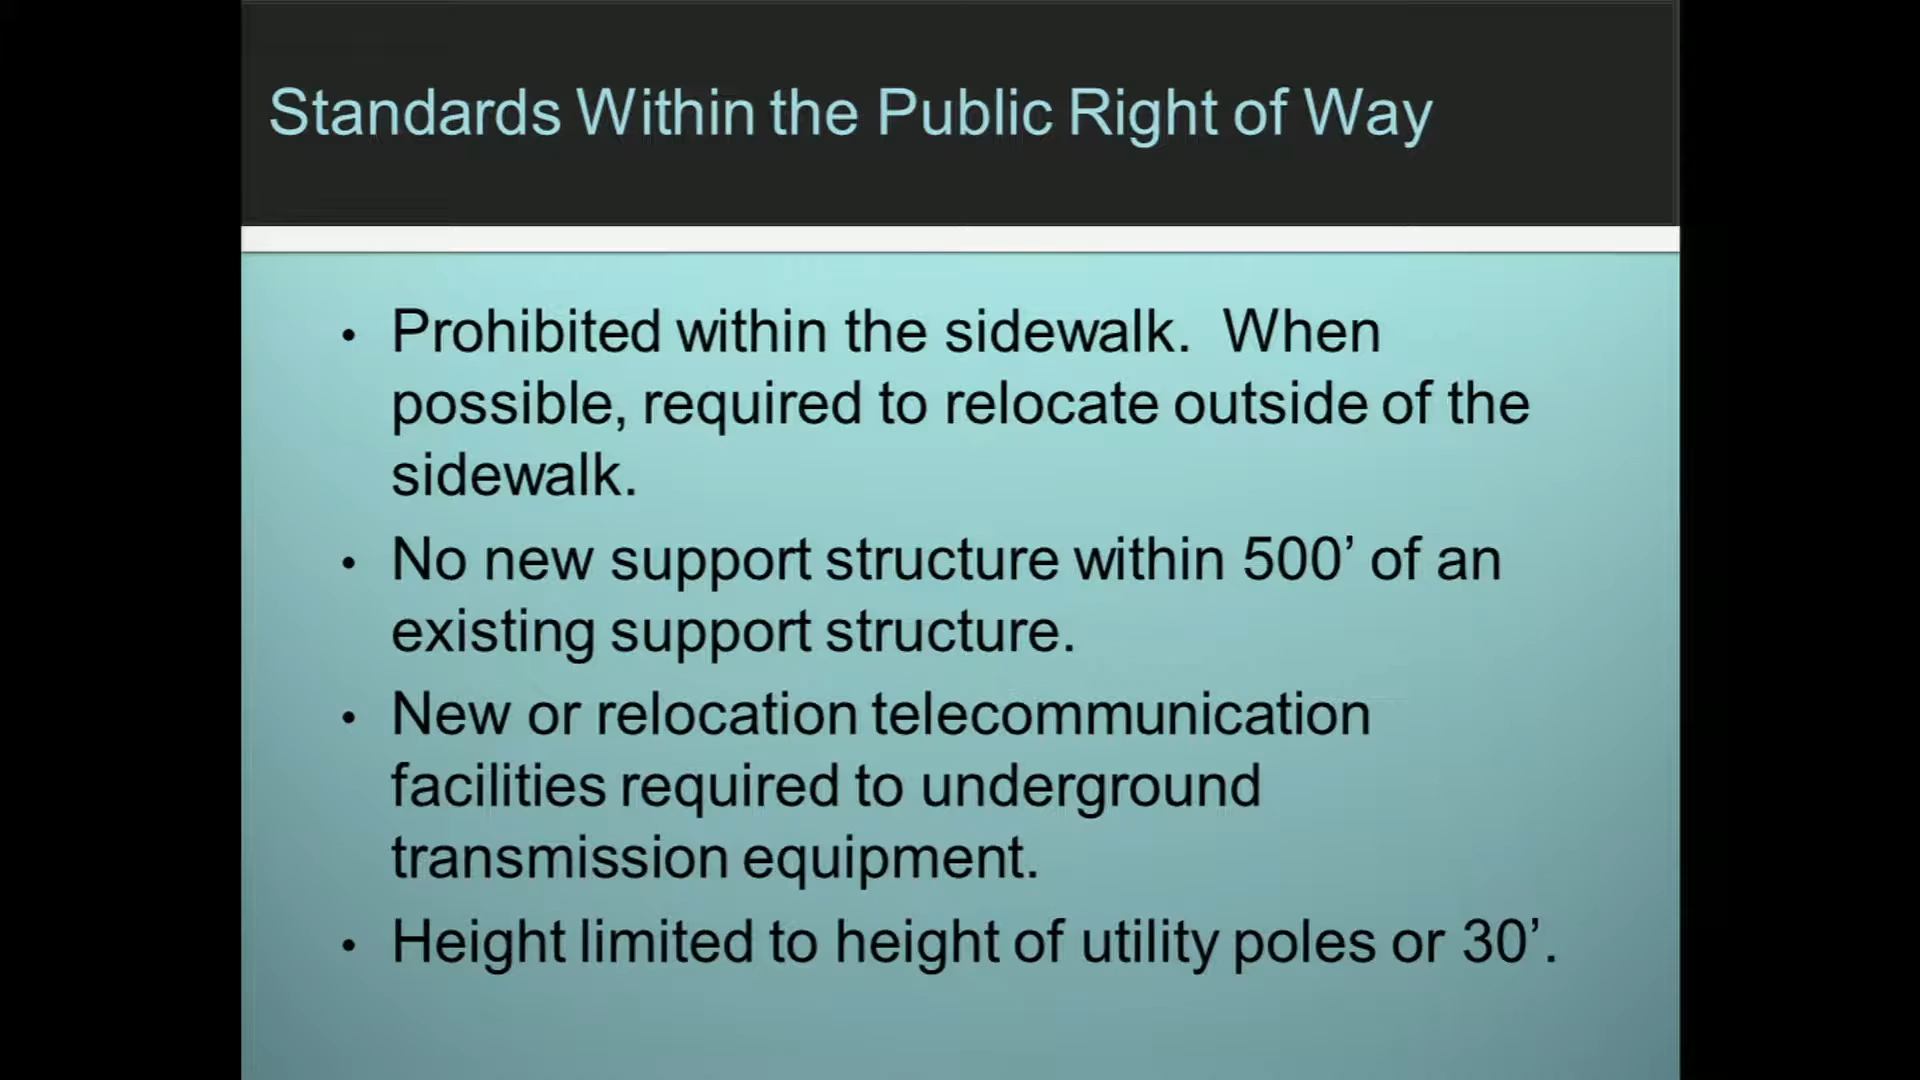 Standards Within the Public Right of Way
• Prohibited within the sidewalk.  When
possible, required to relocate outside of the
sidewalk.
• No new support structure within 500’ of an
existing support structure.
• New or relocation telecommunication
facilities required to underground
transmission equipment.
• Height limited to height of utility poles or 30’.